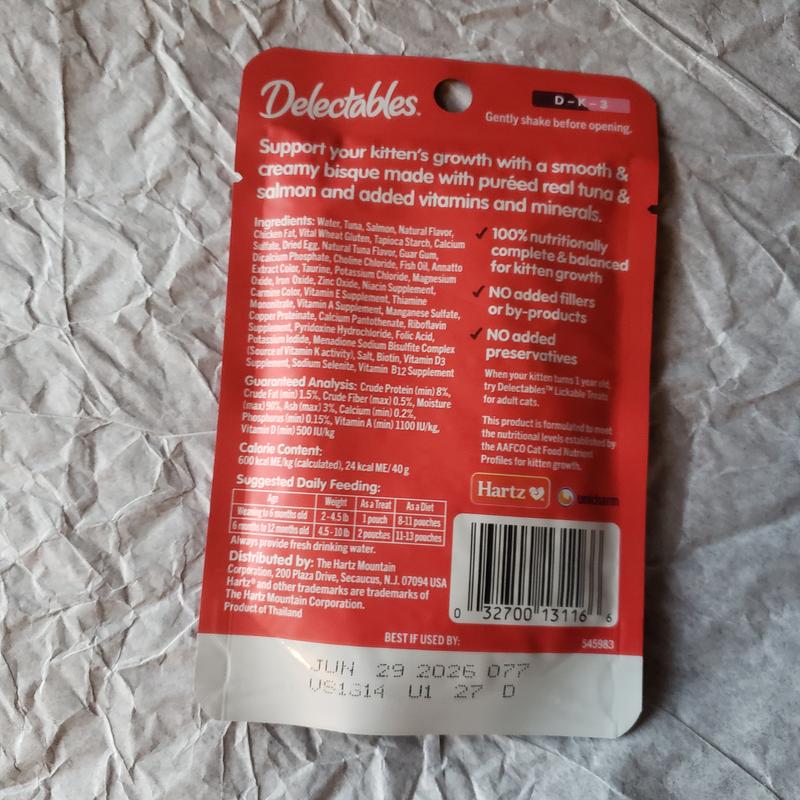 Delectables™
D-K-3
Gently shake before opening.
Support your kitten's growth with a smooth &
creamy bisque made with puréed real tuna &
salmon and added vitamins and minerals.
Ingredients: Water, Tuna, Salmon, Natural Flavor,
Chicken Fat, Vital Wheat Gluten, Tapioca Starch, Calcium
Sulfate, Dried Egg, Natural Tuna Flavor, Guar Gum,
Dicalcium Phosphate, Choline Chloride, Fish Oil, Annatto
Extract Color, Taurine, Potassium Chloride, Magnesium
Oxide, Iron Oxide, Zinc Oxide, Niacin Supplement,
Carmine Color, Vitamin E Supplement, Thiamine
Mononitrate, Vitamin A Supplement, Manganese Sulfate,
Copper Proteinate, Calcium Pantothenate, Riboflavin
Supplement, Pyridoxine Hydrochloride, Folic Acid,
Potassium Iodide, Menadione Sodium Bisulfite Complex
(Source of Vitamin K activity), Salt, Biotin, Vitamin D3
Supplement, Sodium Selenite, Vitamin B12 Supplement
Guaranteed Analysis: Crude Protein (min) 8%,
Crude Fat (min) 1.5%, Crude Fiber (max) 0.5%, Moisture
(max) 90%, Ash (max) 3%, Calcium (min) 0.2%,
Phosphorus (min) 0.15%, Vitamin A (min) 1100 IU/kg,
Vitamin D (min) 500 IU/kg
Calorie Content:
600 kcal ME/kg (calculated), 24 kcal ME/ 40 g
Suggested Daily Feeding:
Age Weight As a Treat As a Diet
Weaning to 6 months old 2-4.5 lb 1 pouch 8-11 pouches
6 months to 12 months old 4.5-10 lb 2 pouches 11-13 pouches
Always provide fresh drinking water.
Distributed by: The Hartz Mountain
Corporation, 200 Plaza Drive, Secaucus, N.J. 07094 USA
Hartz® and other trademarks are trademarks of
The Hartz Mountain Corporation.
Product of Thailand
✓ 100% nutritionally
complete & balanced
for kitten growth
✓ NO added fillers
or by-products
✓ NO added
preservatives
When your kitten turns 1 year old,
try Delectables™ Lickable Treats
for adult cats.
This product is formulated to meet
the nutritional levels established by
the AAFCO Cat Food Nutrient
Profiles for kitten growth.
Hartz
unicharm
0 32700 13116 6
BEST IF USED BY:
545983
JUN 29 2026 077
VS1314 U1 27 D